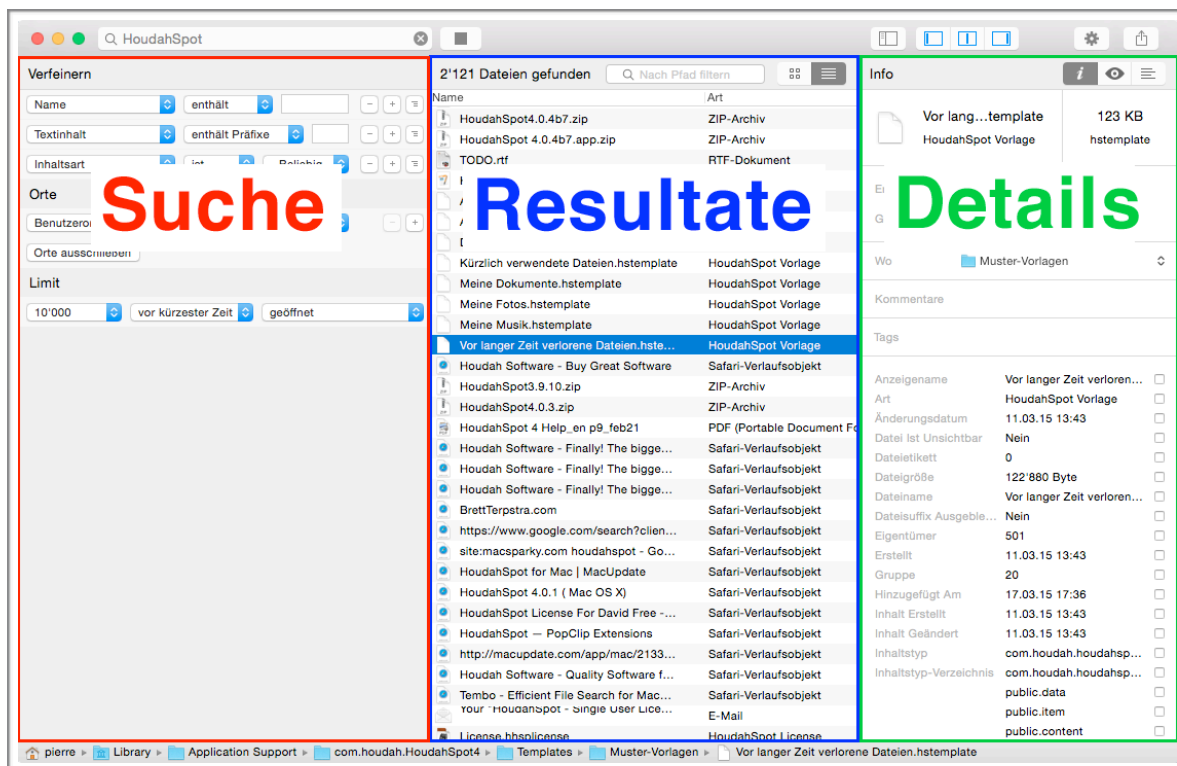 HoudahSpot
Verfeinern
Name enthält
Textinhalt enthält Präfixe
Inhaltsart ist Beliebig
Orte
Orte ausschließen
Limit
10'000 vor kürzester Zeit geöffnet
Suche
2'121 Dateien gefunden Nach Pfad filtern
Name Art
HoudahSpot4.0.4b7.zip ZIP-Archiv
HoudahSpot 4.0.4b7.app.zip ZIP-Archiv
TODO.rtf RTF-Dokument
Resultate
Kürzlich verwendete Dateien.hstemplate HoudahSpot Vorlage
Meine Dokumente.hstemplate HoudahSpot Vorlage
Meine Fotos.hstemplate HoudahSpot Vorlage
Meine Musik.hstemplate HoudahSpot Vorlage
Vor langer Zeit verlorene Dateien.hste... HoudahSpot Vorlage
Houdah Software - Buy Great Software Safari-Verlaufsobjekt
HoudahSpot3.9.10.zip ZIP-Archiv
HoudahSpot4.0.3.zip ZIP-Archiv
HoudahSpot 4 Help_en p9_feb21 PDF (Portable Document Fo
Houdah Software - Finally! The bigge... Safari-Verlaufsobjekt
Houdah Software - Finally! The bigge... Safari-Verlaufsobjekt
Houdah Software - Finally! The bigge... Safari-Verlaufsobjekt
BrettTerpstra.com Safari-Verlaufsobjekt
https://www.google.com/search?clien... Safari-Verlaufsobjekt
site:macsparky.com houdahspot - Go... Safari-Verlaufsobjekt
HoudahSpot for Mac | MacUpdate Safari-Verlaufsobjekt
HoudahSpot 4.0.1 ( Mac OS X) Safari-Verlaufsobjekt
HoudahSpot License For David Free -... Safari-Verlaufsobjekt
HoudahSpot — PopClip Extensions Safari-Verlaufsobjekt
http://macupdate.com/app/mac/2133... Safari-Verlaufsobjekt
Houdah Software - Quality Software f... Safari-Verlaufsobjekt
Tembo - Efficient File Search for Mac... Safari-Verlaufsobjekt
Your "HoudahSpot - Single User Lice... E-Mail
License.hhsplicense HoudahSpot License
Info
Vor lang...template 123 KB
HoudahSpot Vorlage hstemplate
Details
Wo Muster-Vorlagen
Kommentare
Tags
Anzeigename Vor langer Zeit verloren...
Art HoudahSpot Vorlage
Änderungsdatum 11.03.15 13:43
Datei Ist Unsichtbar Nein
Dateietikett 0
Dateigröße 122'880 Byte
Dateiname Vor langer Zeit verloren...
Dateisuffix Ausgeble... Nein
Eigentümer 501
Erstellt 11.03.15 13:43
Gruppe 20
Hinzugefügt Am 17.03.15 17:36
Inhalt Erstellt 11.03.15 13:43
Inhalt Geändert 11.03.15 13:43
Inhaltstyp com.houdah.houdahsp...
Inhaltstyp-Verzeichnis com.houdah.houdahsp...
public.data
public.item
public.content
pierre Library Application Support com.houdah.HoudahSpot4 Templates Muster-Vorlagen Vor langer Zeit verlorene Dateien.hstemplate